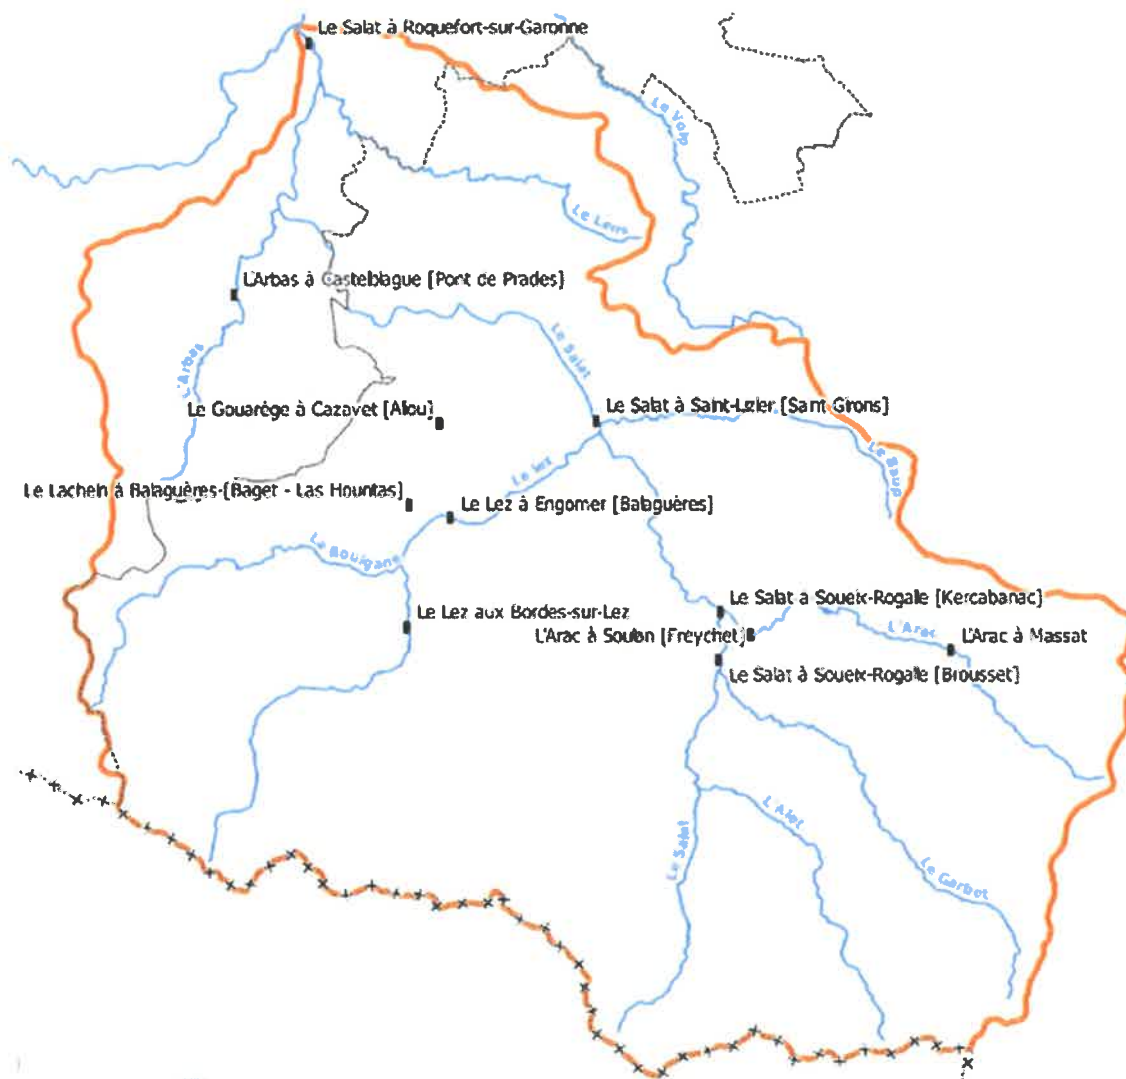 Le Salat à Roquefort-sur-Garonne
Le Volp
Le Lens
L'Arbas à Castelbiague [Pont de Prades]
Le Salat
L'Arbas
Le Gouarège à Cazavet [Aliou]
Le Salat à Saint-Lizier [Saint Girons]
Le Baup
Le lez
Le Lachein à Balaguères-[Baget - Las Hountas]
Le Lez à Engomer [Balaguères]
Le Bouigane
Le Salat à Soueix-Rogalle [Kercabanac]
Le Lez aux Bordes-sur-Lez
L'Arac à Soulan [Freychet]
L'Arac
L'Arac à Massat
Le Salat à Soueix-Rogalle [Brousset]
L'Alet
Le Salat
Le Garbet